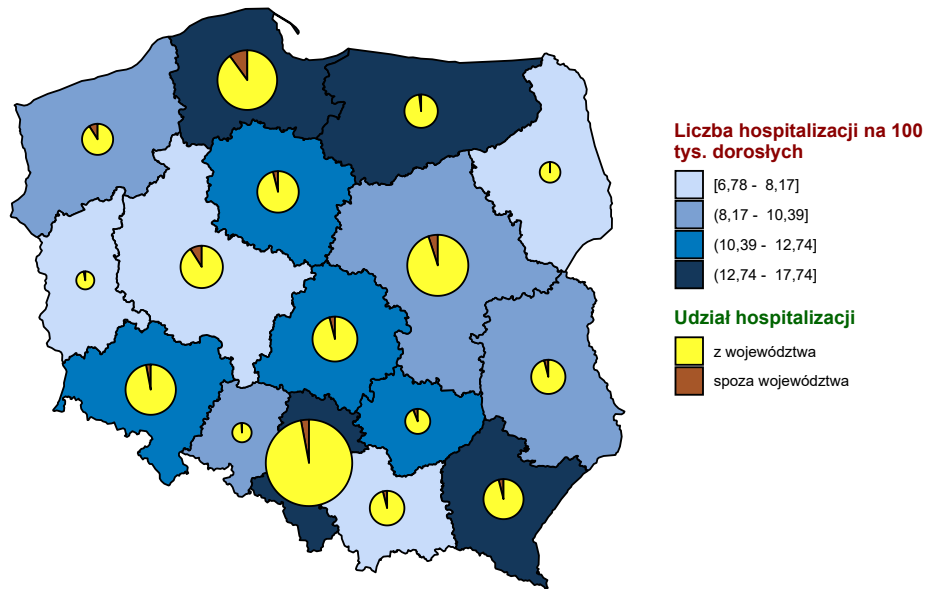 Liczba hospitalizacji na 100
tys. dorosłych
[6,78 - 8,17]
(8,17 - 10,39]
(10,39 - 12,74]
(12,74 - 17,74]
Udział hospitalizacji
z województwa
spoza województwa